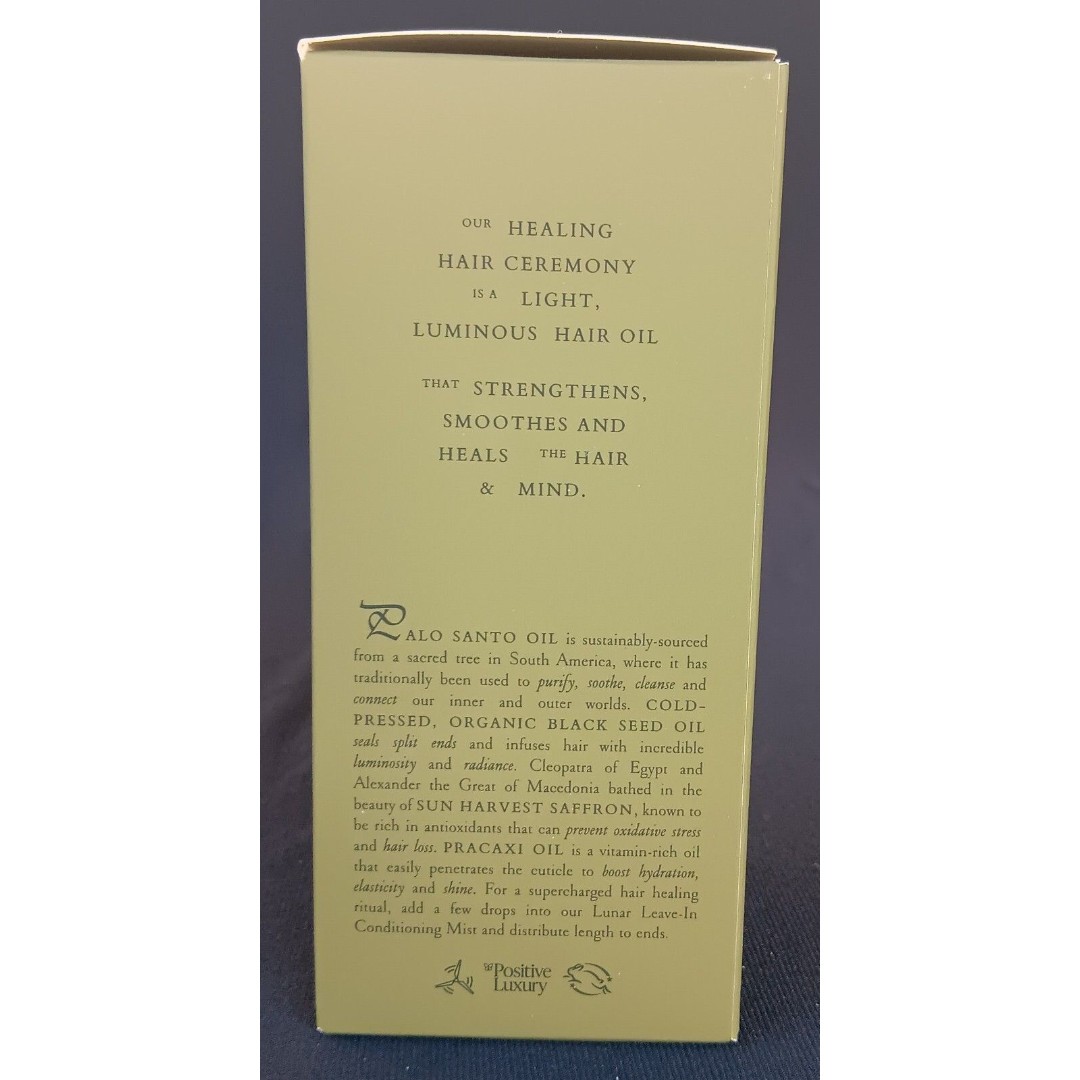 OUR HEALING
HAIR CEREMONY
IS A LIGHT,
LUMINOUS HAIR OIL
THAT STRENGTHENS,
SMOOTHES AND
HEALS THE HAIR
& MIND.
PALO SANTO OIL is sustainably-sourced
from a sacred tree in South America, where it has
traditionally been used to purify, soothe, cleanse and
connect our inner and outer worlds. COLD-
PRESSED, ORGANIC BLACK SEED OIL
seals split ends and infuses hair with incredible
luminosity and radiance. Cleopatra of Egypt and
Alexander the Great of Macedonia bathed in the
beauty of SUN HARVEST SAFFRON, known to
be rich in antioxidants that can prevent oxidative stress
and hair loss. PRACAXI OIL is a vitamin-rich oil
that easily penetrates the cuticle to boost hydration,
elasticity and shine. For a supercharged hair healing
ritual, add a few drops into our Lunar Leave-In
Conditioning Mist and distribute length to ends.
Positive
Luxury